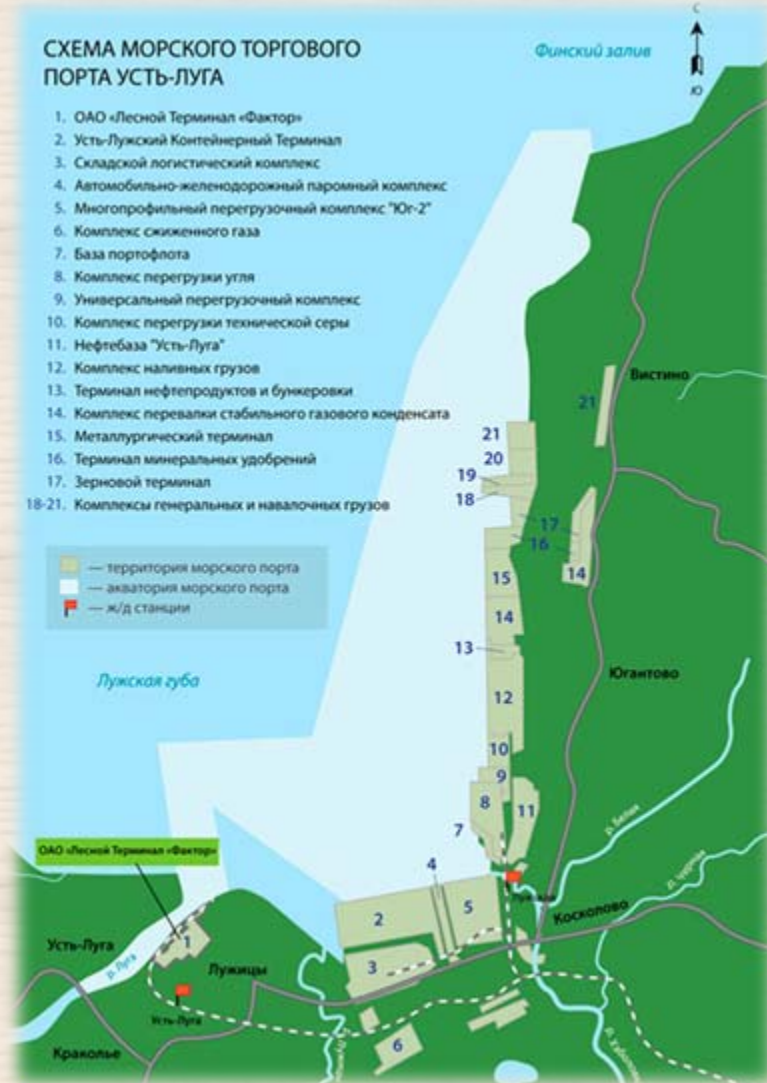 СХЕМА МОРСКОГО ТОРГОВОГО
ПОРТА УСТЬ-ЛУГА
Финский залив
С
Ю
1. ОАО «Лесной Терминал «Фактор»
2. Усть-Лужский Контейнерный Терминал
3. Складской логистический комплекс
4. Автомобильно-железнодорожный паромный комплекс
5. Многопрофильный перегрузочный комплекс "Юг-2"
6. Комплекс сжиженного газа
7. База портофлота
8. Комплекс перегрузки угля
9. Универсальный перегрузочный комплекс
10. Комплекс перегрузки технической серы
11. Нефтебаза "Усть-Луга"
12. Комплекс наливных грузов
13. Терминал нефтепродуктов и бункеровки
14. Комплекс перевалки стабильного газового конденсата
15. Металлургический терминал
16. Терминал минеральных удобрений
17. Зерновой терминал
18-21. Комплексы генеральных и навалочных грузов
— территория морского порта
— акватория морского порта
— ж/д станции
Вистино
21
21
20
19
18
17
16
14
15
14
13
Лужская губа
Югантово
12
10
9
8
11
7
р. Белая
ОАО «Лесной Терминал «Фактор»
4
5
2
Косколово
1
Усть-Луга
р. Луга
Лужицы
3
Усть-Луга
6
Краколье